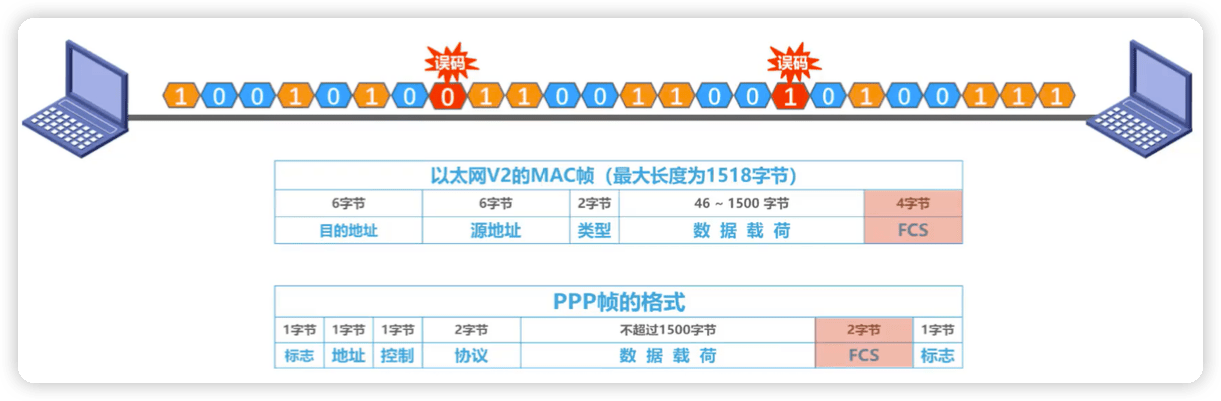 误码 误码
1 0 0 1 0 1 0 0 1 1 0 0 1 1 0 0 1 0 1 0 0 1 1 1
以太网V2的MAC帧（最大长度为1518字节）
6字节 6字节 2字节 46 ~ 1500 字节 4字节
目的地址 源地址 类型 数 据 载 荷 FCS
PPP帧的格式
1字节 1字节 1字节 2字节 不超过1500字节 2字节 1字节
标志 地址 控制 协议 数 据 载 荷 FCS 标志